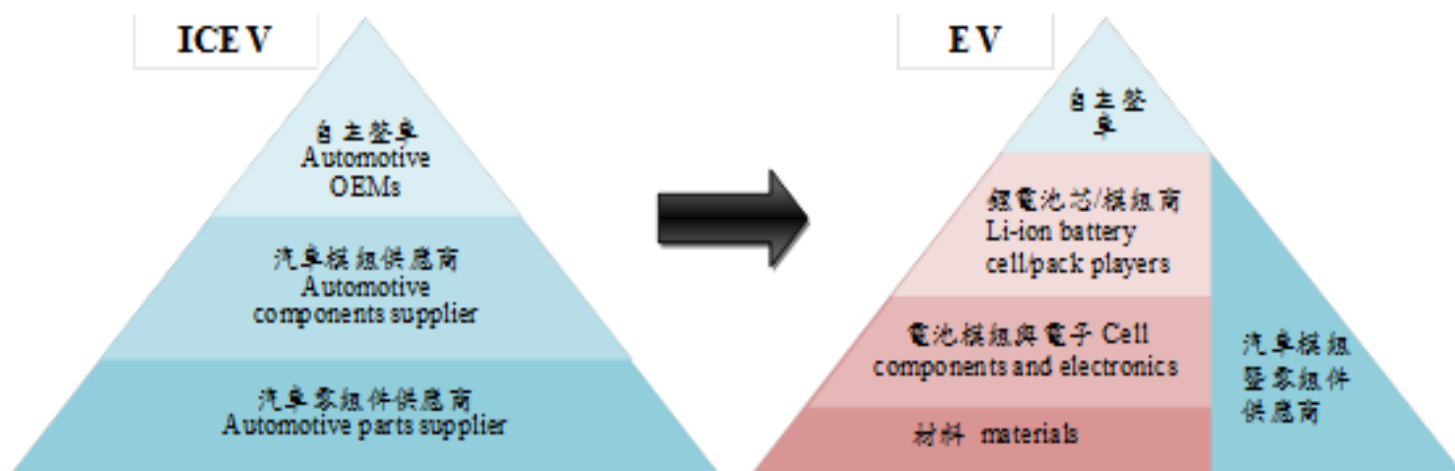 ICEV
自主整車
Automotive
OEMs
汽車模組供應商
Automotive
components supplier
汽車零組件供應商
Automotive parts supplier
EV
自主整
車
鋰電池芯/模組商
Li-ion battery
cell/pack players
電池模組與電子 Cell
components and electronics
材料 materials
汽車模組
暨零組件
供應商